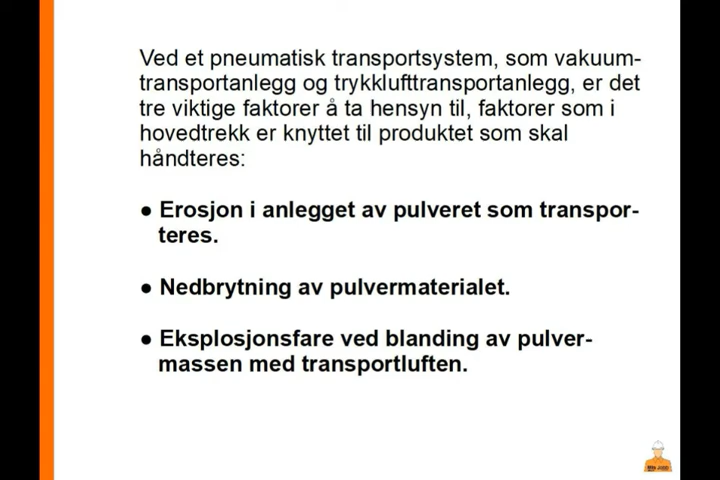 Ved et pneumatisk transportsystem, som vakuum-
transportanlegg og trykklufttransportanlegg, er det
tre viktige faktorer å ta hensyn til, faktorer som i
hovedtrekk er knyttet til produktet som skal
håndteres:
● Erosjon i anlegget av pulveret som transpor-
teres.
● Nedbrytning av pulvermaterialet.
● Eksplosjonsfare ved blanding av pulver-
massen med transportluften.